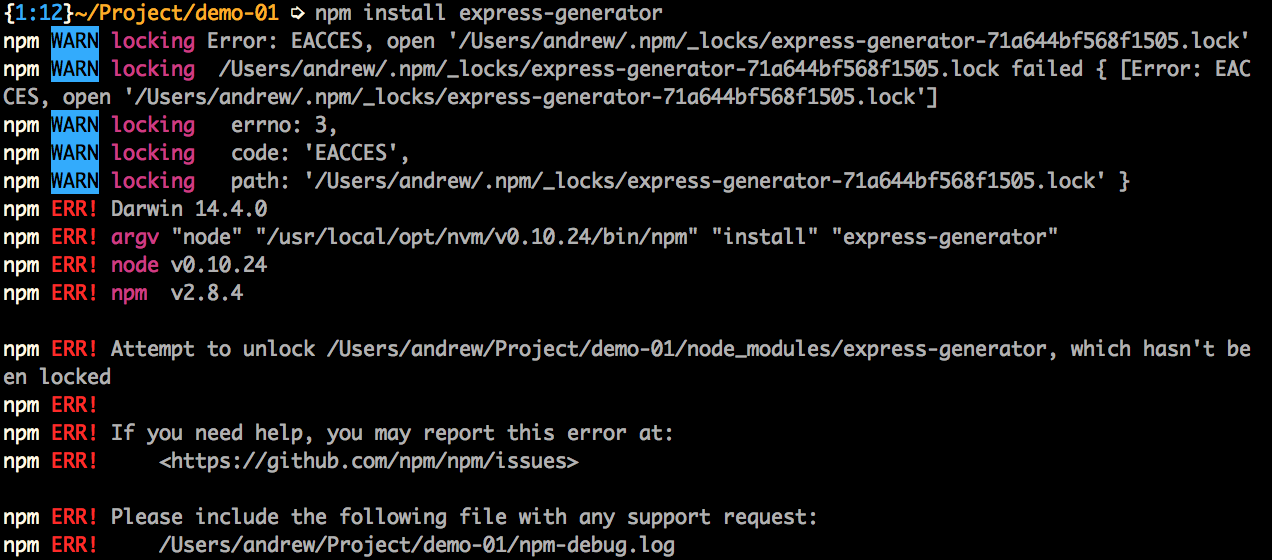 {1:12}~/Project/demo-01 ➭ npm install express-generator
npm WARN locking Error: EACCES, open '/Users/andrew/.npm/_locks/express-generator-71a644bf568f1505.lock'
npm WARN locking  /Users/andrew/.npm/_locks/express-generator-71a644bf568f1505.lock failed { [Error: EAC
CES, open '/Users/andrew/.npm/_locks/express-generator-71a644bf568f1505.lock']
npm WARN locking   errno: 3,
npm WARN locking   code: 'EACCES',
npm WARN locking   path: '/Users/andrew/.npm/_locks/express-generator-71a644bf568f1505.lock' }
npm ERR! Darwin 14.4.0
npm ERR! argv "node" "/usr/local/opt/nvm/v0.10.24/bin/npm" "install" "express-generator"
npm ERR! node v0.10.24
npm ERR! npm  v2.8.4

npm ERR! Attempt to unlock /Users/andrew/Project/demo-01/node_modules/express-generator, which hasn't be
en locked
npm ERR!
npm ERR! If you need help, you may report this error at:
npm ERR!     <https://github.com/npm/npm/issues>

npm ERR! Please include the following file with any support request:
npm ERR!     /Users/andrew/Project/demo-01/npm-debug.log